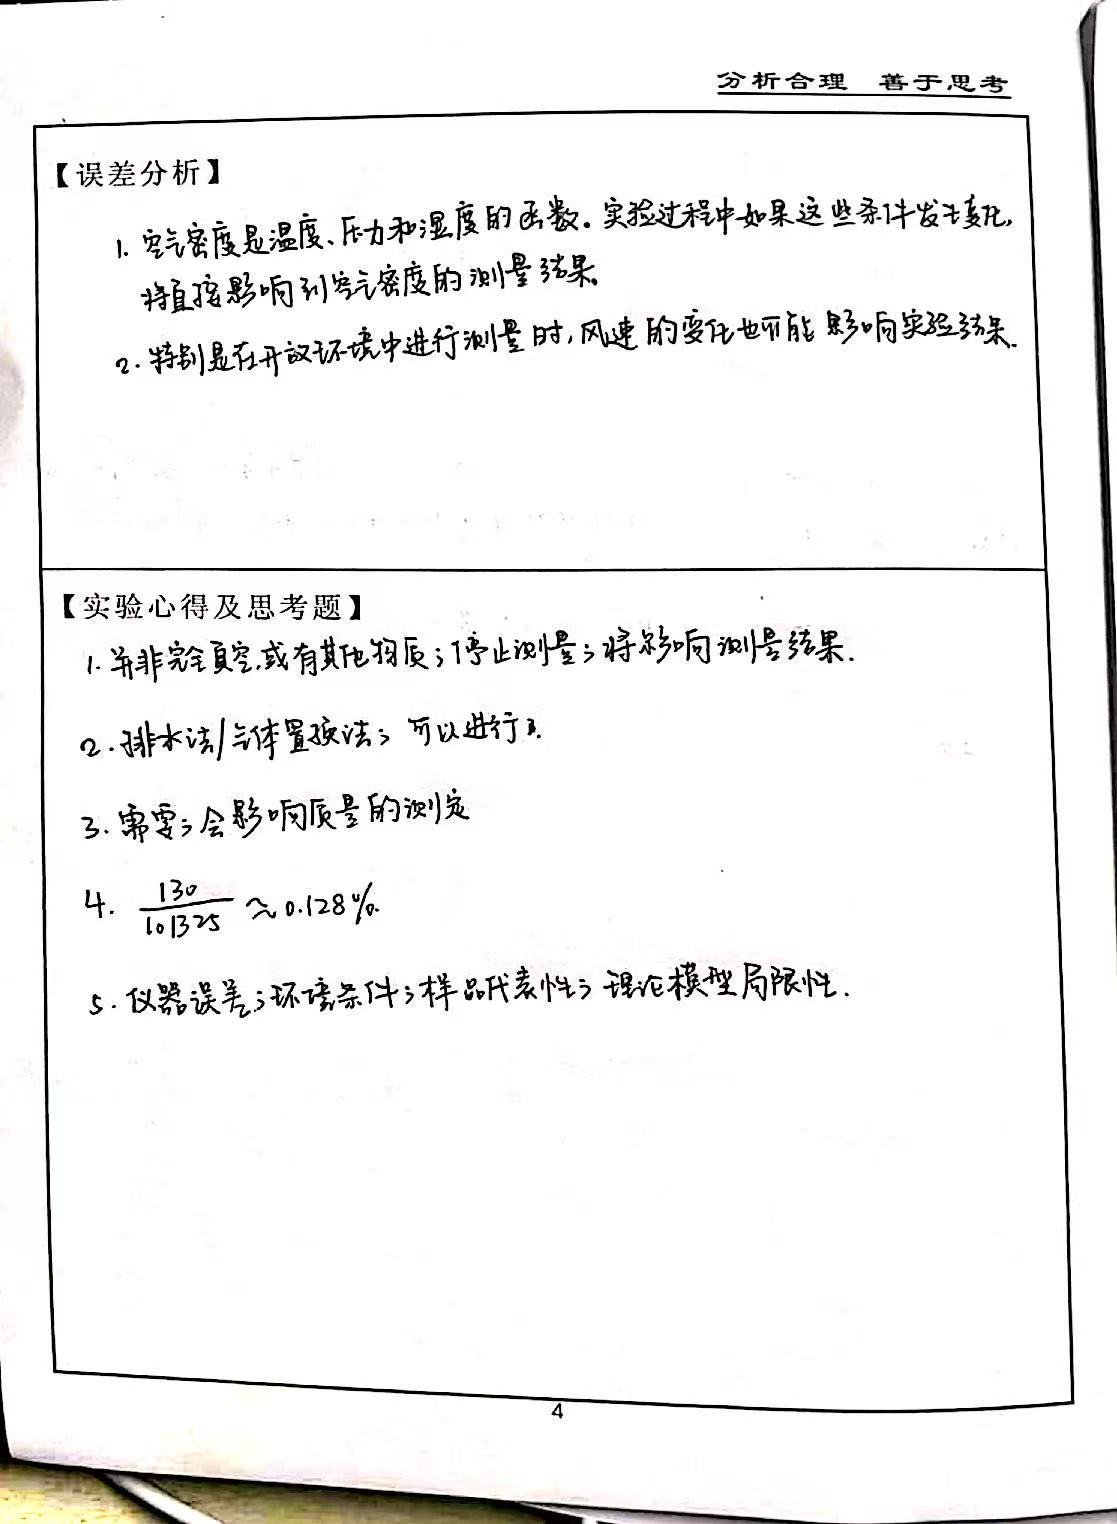 分析合理 善于思考
【误差分析】
1. 空气密度是温度、压力和湿度的函数。实验过程中如果这些条件发生变化,
将直接影响到空气密度的测量结果。
2. 特别是在开放环境中进行测量时,风速的变化也可能影响实验结果.
【实验心得及思考题】
1. 并非完全真空,或有其他物质;停止测量;将影响测量结果.
2. 排水法/气体置换法; 可以进行
3. 需要;会影响质量的测定
4. 130/101325 ≈0.128%.
5. 仪器误差;环境条件;样品代表性;理论模型局限性.
4